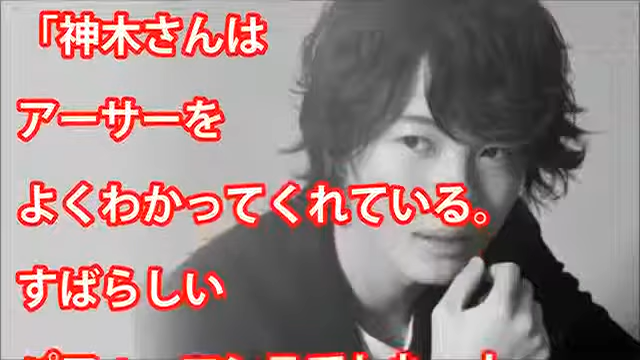 「神木さんは
アーサーを
よくわかってくれている。
すばらしい